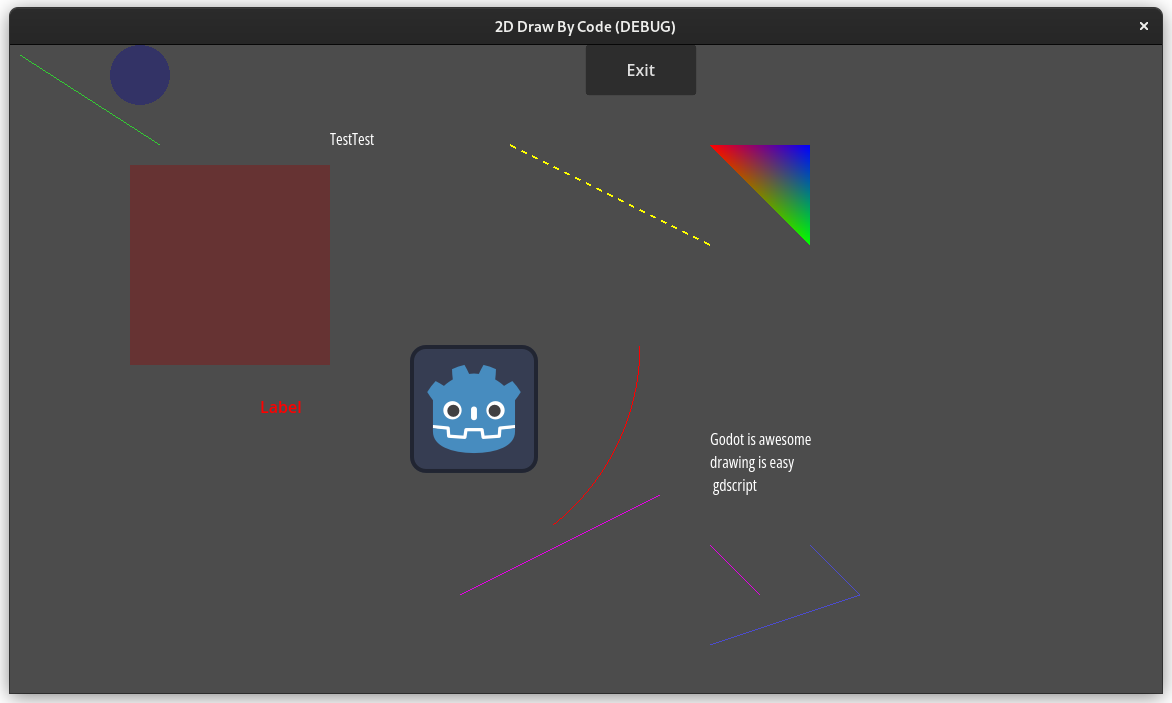 2D Draw By Code (DEBUG)
×
Exit
TestTest
Label
Godot is awesome
drawing is easy
gdscript